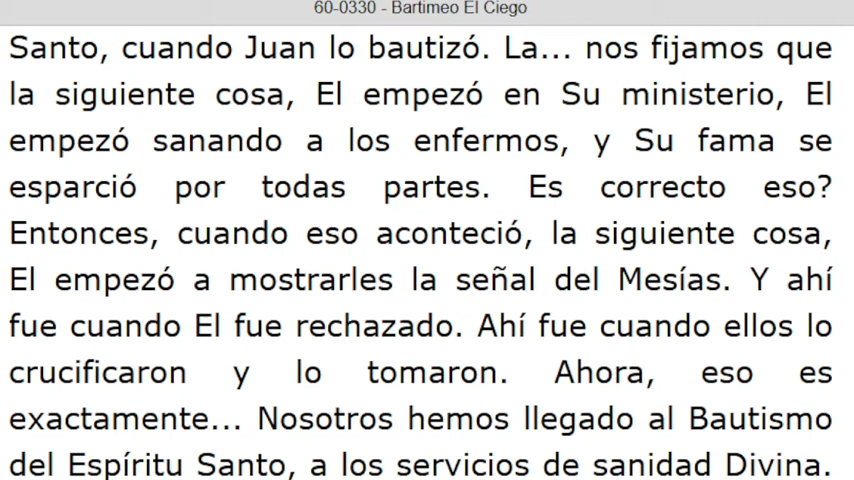 60-0330 - Bartimeo El Ciego
Santo, cuando Juan lo bautizó. La... nos fijamos que
la siguiente cosa, El empezó en Su ministerio, El
empezó sanando a los enfermos, y Su fama se
esparció por todas partes. Es correcto eso?
Entonces, cuando eso aconteció, la siguiente cosa,
El empezó a mostrarles la señal del Mesías. Y ahí
fue cuando El fue rechazado. Ahí fue cuando ellos lo
crucificaron y lo tomaron. Ahora, eso es
exactamente... Nosotros hemos llegado al Bautismo
del Espíritu Santo, a los servicios de sanidad Divina.